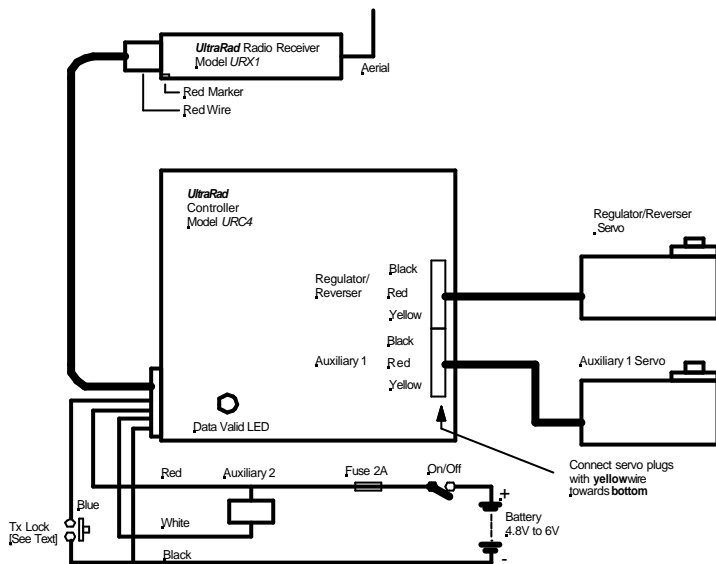 UltraRad Radio Receiver
Model URX1
Aerial
Red Marker
Red Wire
UltraRad
Controller
Model URC4
Regulator/Reverser
Servo
Black
Regulator/
Reverser
Red
Yellow
Black
Auxiliary 1
Red
Yellow
Auxiliary 1 Servo
Data Valid LED
Connect servo plugs
with yellow wire
towards bottom
Red
Auxiliary 2
Fuse 2A
On/Off
Blue
+
Tx Lock
[See Text]
White
Battery
4.8V to 6V
Black
-